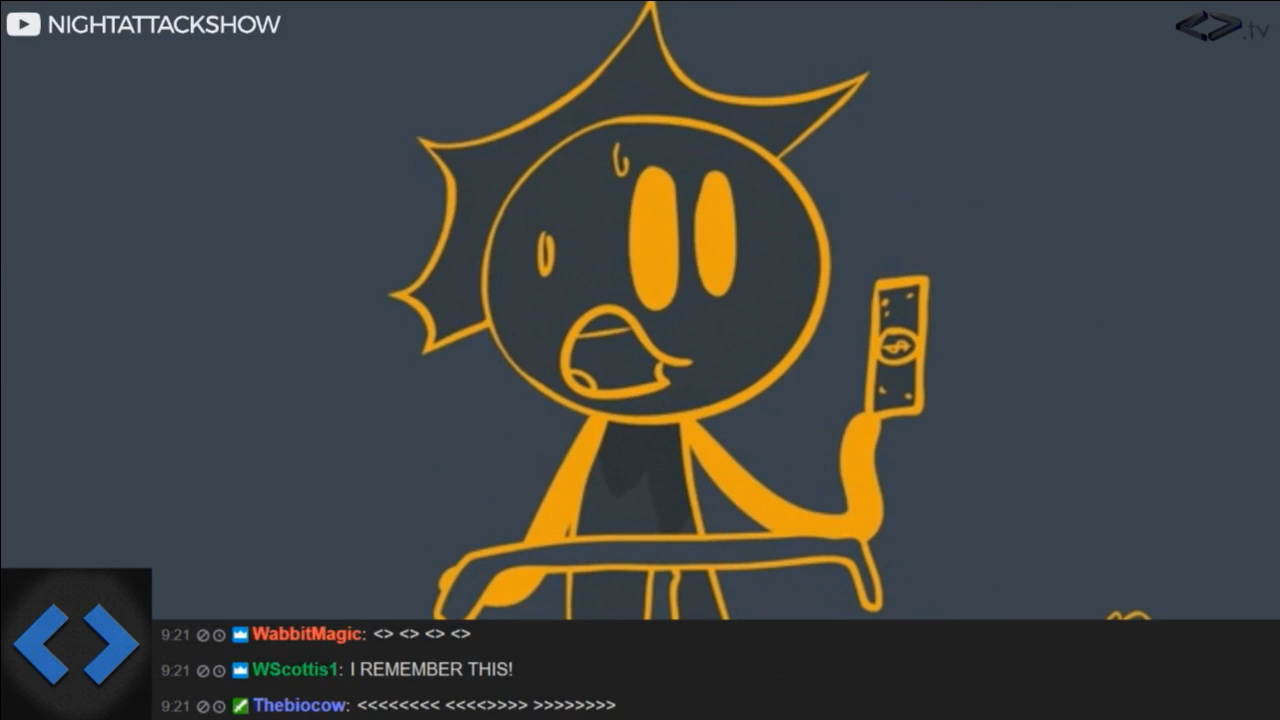 NIGHTATTACKSHOW
.tv
$
9:21 WabbitMagic: <> <> <> <>
9:21 WScottis1: I REMEMBER THIS!
9:21 Thebiocow: <<<<<<<<< <<<<>>>> >>>>>>>>>